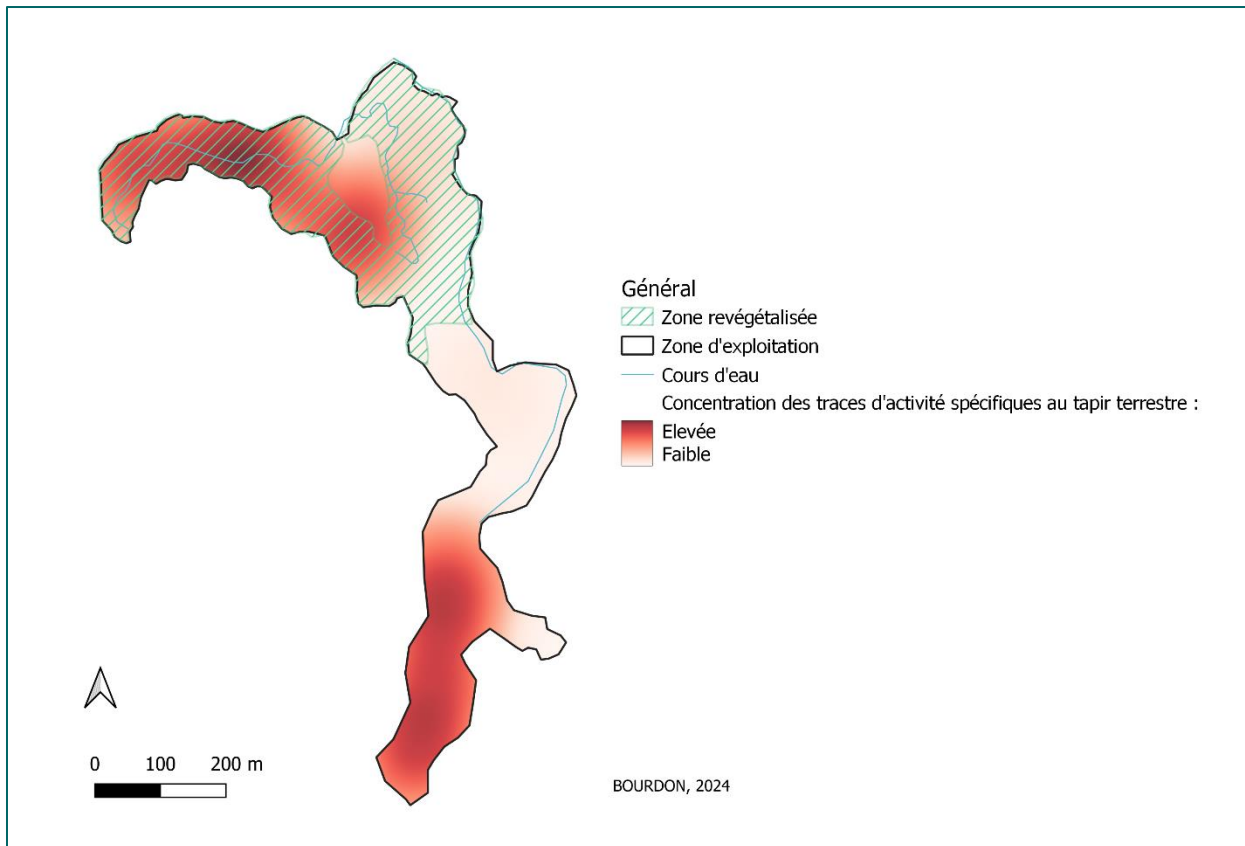 Général
Zone revégétalisée
Zone d'exploitation
Cours d'eau
Concentration des traces d'activité spécifiques au tapir terrestre :
Elevée
Faible
0 100 200 m
BOURDON, 2024